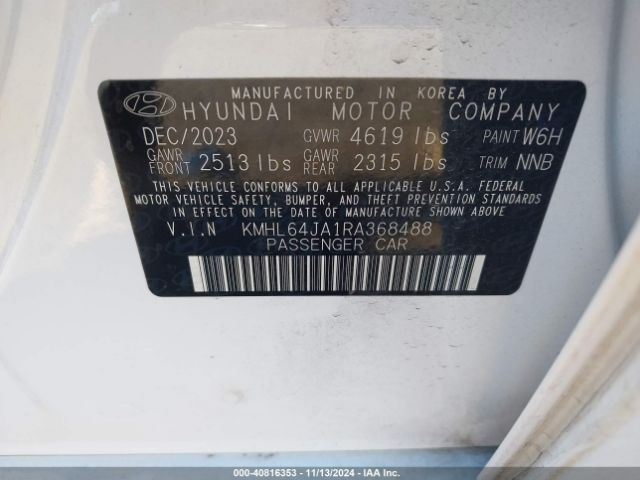 MANUFACTURED IN KOREA BY
HYUNDAI MOTOR COMPANY
DEC/2023 GVWR 4619 lbs PAINT W6H
GAWR FRONT 2513 lbs GAWR REAR 2315 lbs TRIM NNB
THIS VEHICLE CONFORMS TO ALL APPLICABLE U.S.A. FEDERAL
MOTOR VEHICLE SAFETY, BUMPER, AND THEFT PREVENTION STANDARDS
IN EFFECT ON THE DATE OF MANUFACTURE SHOWN ABOVE.
V.I.N KMHL64JA1RA368488
PASSENGER CAR
000-40816353 - 11/13/2024 - IAA Inc.